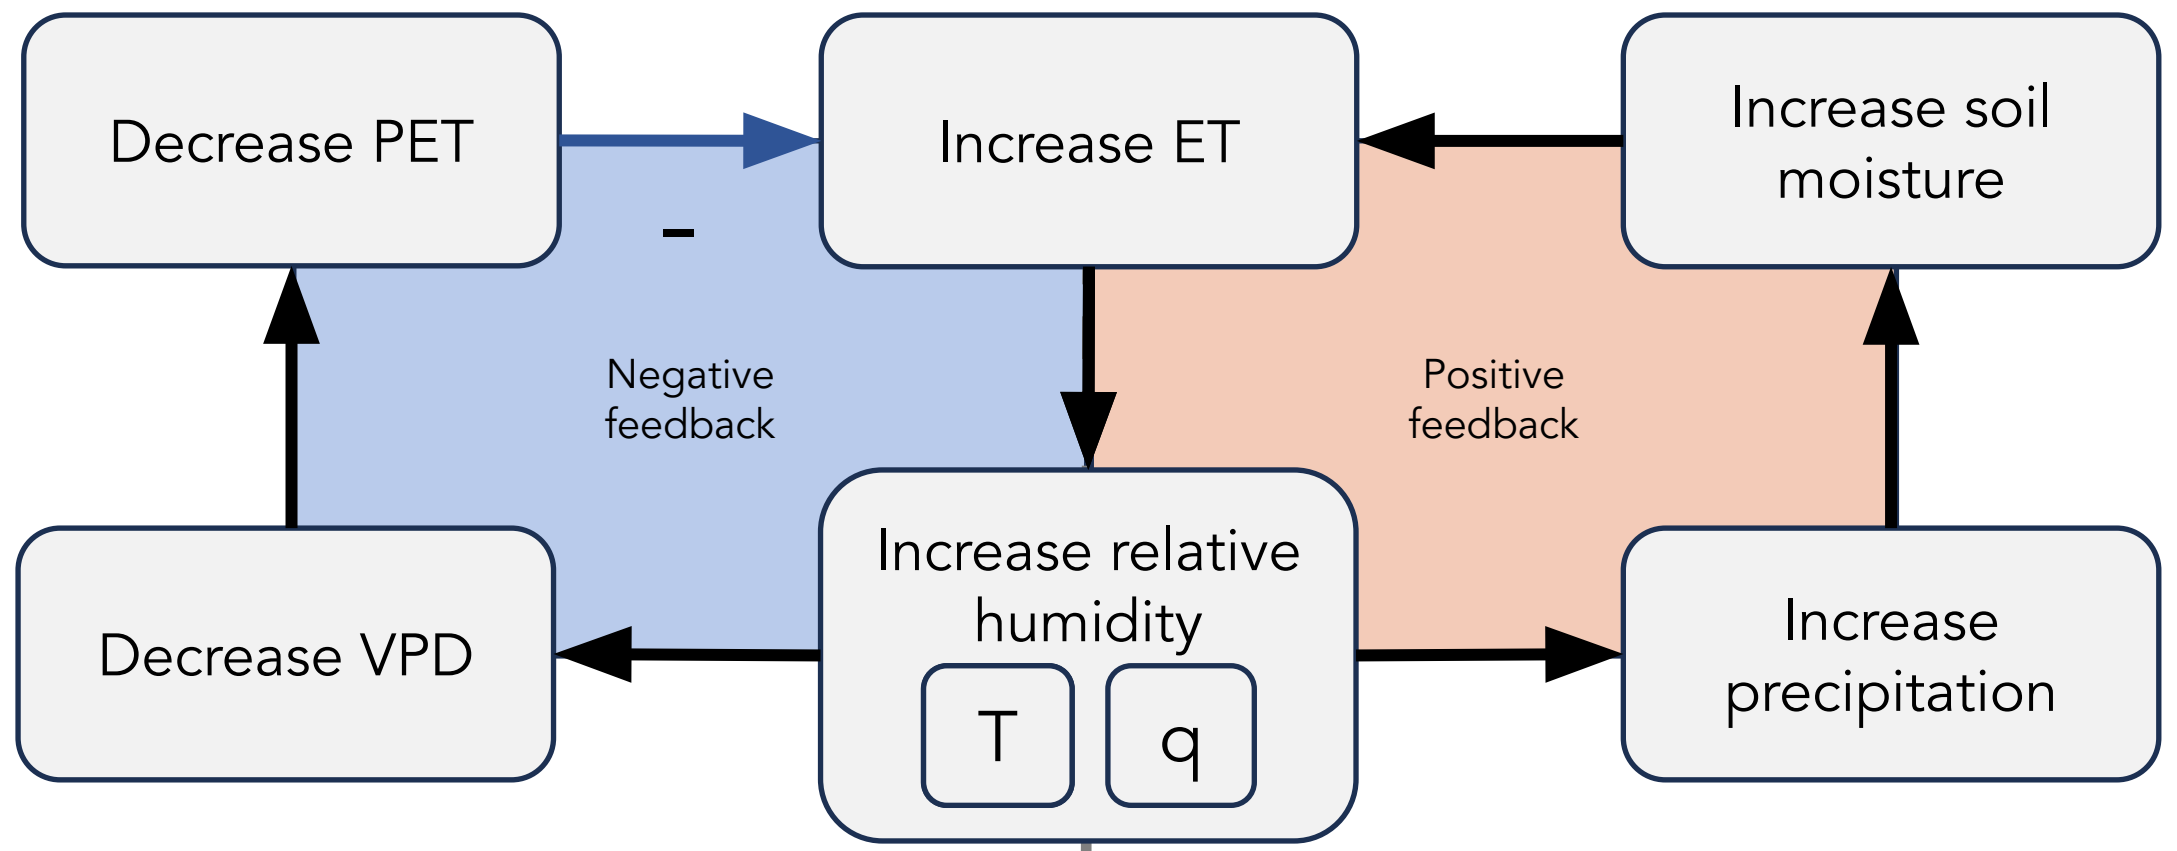 Decrease PET
Increase ET
Increase soil
moisture
-
Negative
feedback
Positive
feedback
Decrease VPD
Increase relative
humidity
T
q
Increase
precipitation